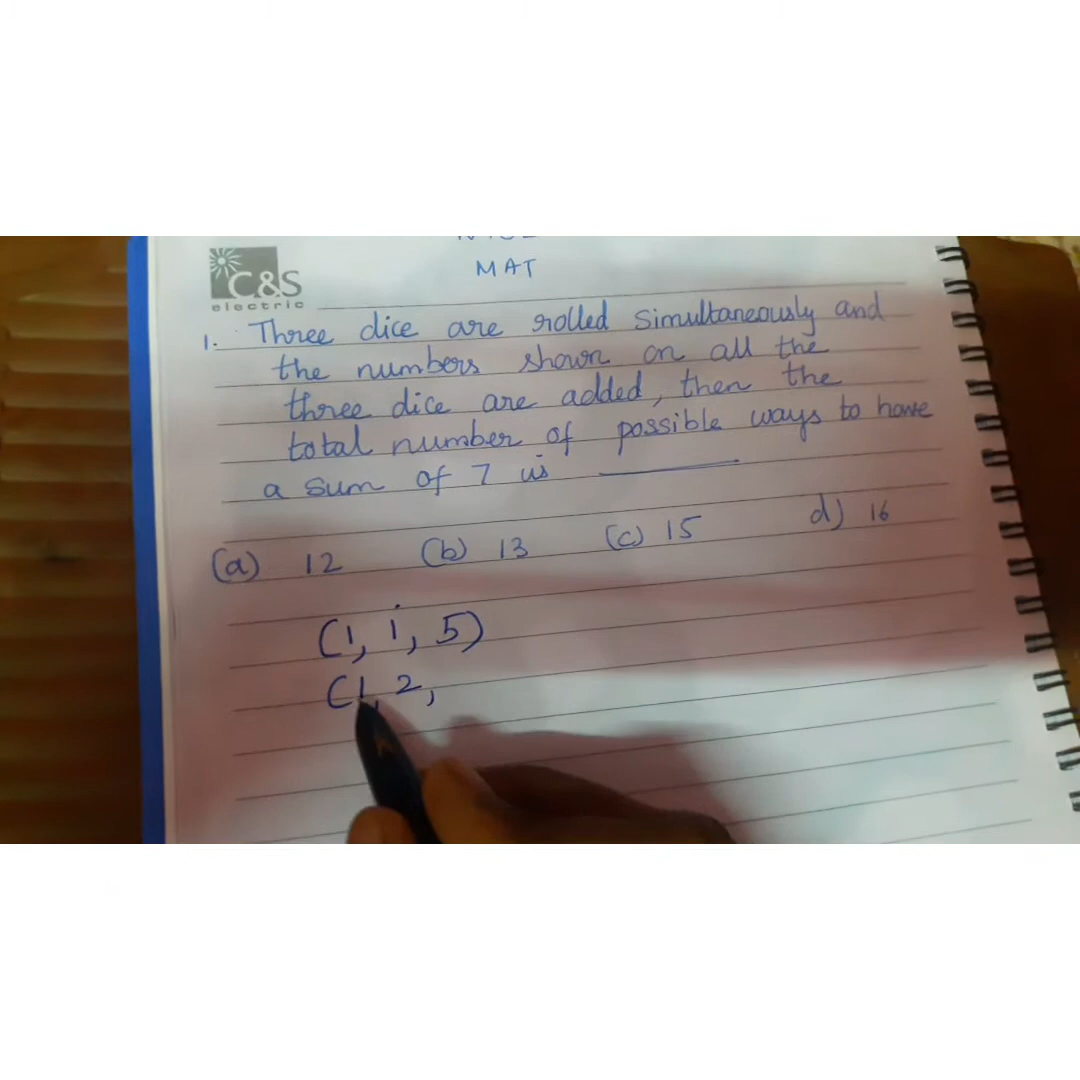 MAT
C&S
electric
1. Three dice are rolled simultaneously and
the numbers shown on all the
three dice are added, then the
total number of possible ways to have
a sum of 7 is
(a) 12 (b) 13 (c) 15 d) 16
(1, 1, 5)
(1, 2,